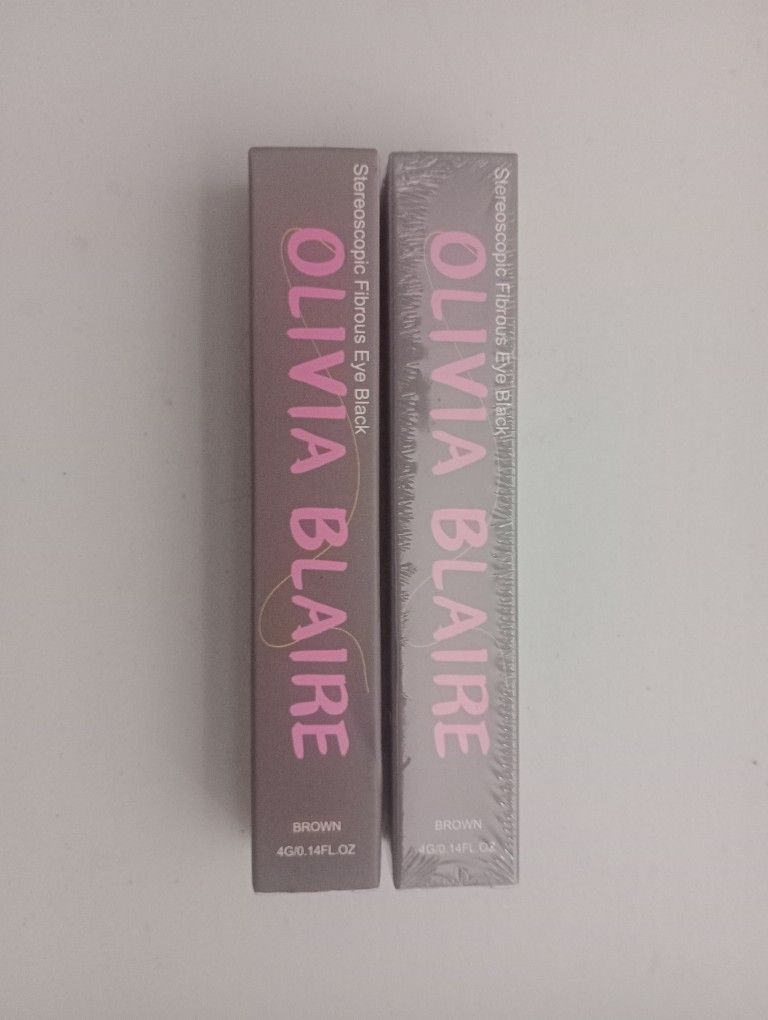 Stereoscopic Fibrous Eye Black
OLIVIA BLAIRE
BROWN
4G/0.14FL.OZ
Stereoscopic Fibrous Eye Black
OLIVIA BLAIRE
BROWN
4G/0.14FL.OZ